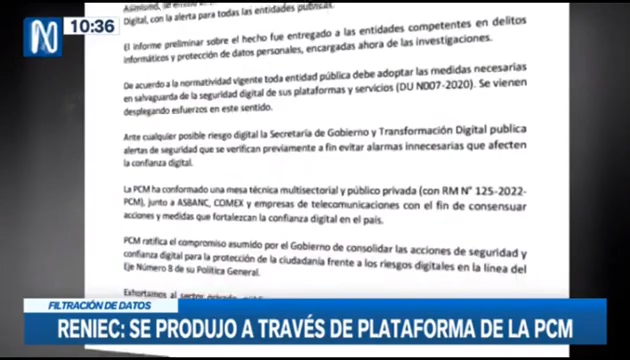 N 10:36
Digital, con la alerta para todas las entidades públicas.
El informe preliminar sobre el hecho fue entregado a las entidades competentes en delitos
informáticos y protección de datos personales, encargadas ahora de las investigaciones.
De acuerdo a la normatividad vigente toda entidad pública debe adoptar las medidas necesarias
en salvaguarda de la seguridad digital de sus plataformas y servicios (DU N007-2020). Se vienen
desplegando esfuerzos en este sentido.
Ante cualquier posible riesgo digital la Secretaría de Gobierno y Transformación Digital publica
alertas de seguridad que se verifican previamente a fin evitar alarmas innecesarias que afecten
la confianza digital.
La PCM ha conformado una mesa técnica multisectorial y público privada (con RM N° 125-2022-
PCM), junto a ASBANC, COMEX y empresas de telecomunicaciones con el fin de consensuar
acciones y medidas que fortalezcan la confianza digital en el país.
PCM ratifica el compromiso asumido por el Gobierno de consolidar las acciones de seguridad y
confianza digital para la protección de la ciudadanía frente a los riesgos digitales en la línea del
Eje Número 8 de su Política General.
Exhortamos al sector privado
FILTRACIÓN DE DATOS
RENIEC: SE PRODUJO A TRAVÉS DE PLATAFORMA DE LA PCM